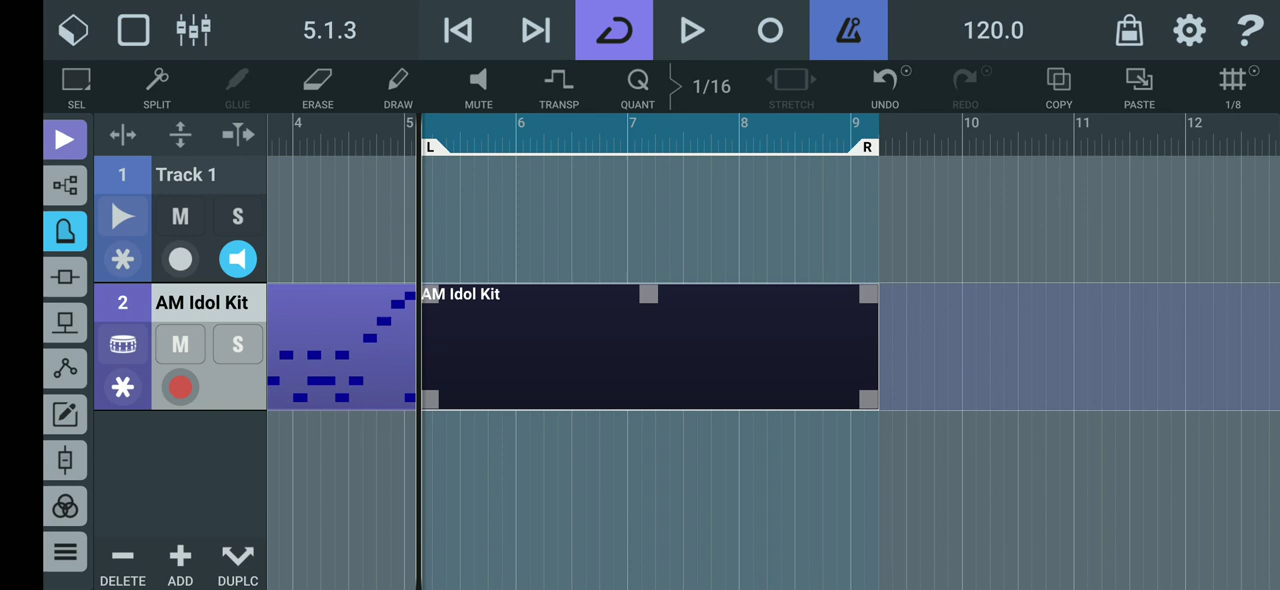 5.1.3
120.0
?
SEL
SPLIT
GLUE
ERASE
DRAW
MUTE
TRANSP
QUANT
1/16
STRETCH
UNDO
REDO
COPY
PASTE
1/8
4
5
6
7
8
9
10
11
12
L
R
1
Track 1
M
S
2
AM Idol Kit
M
S
AM Idol Kit
DELETE
ADD
DUPLC